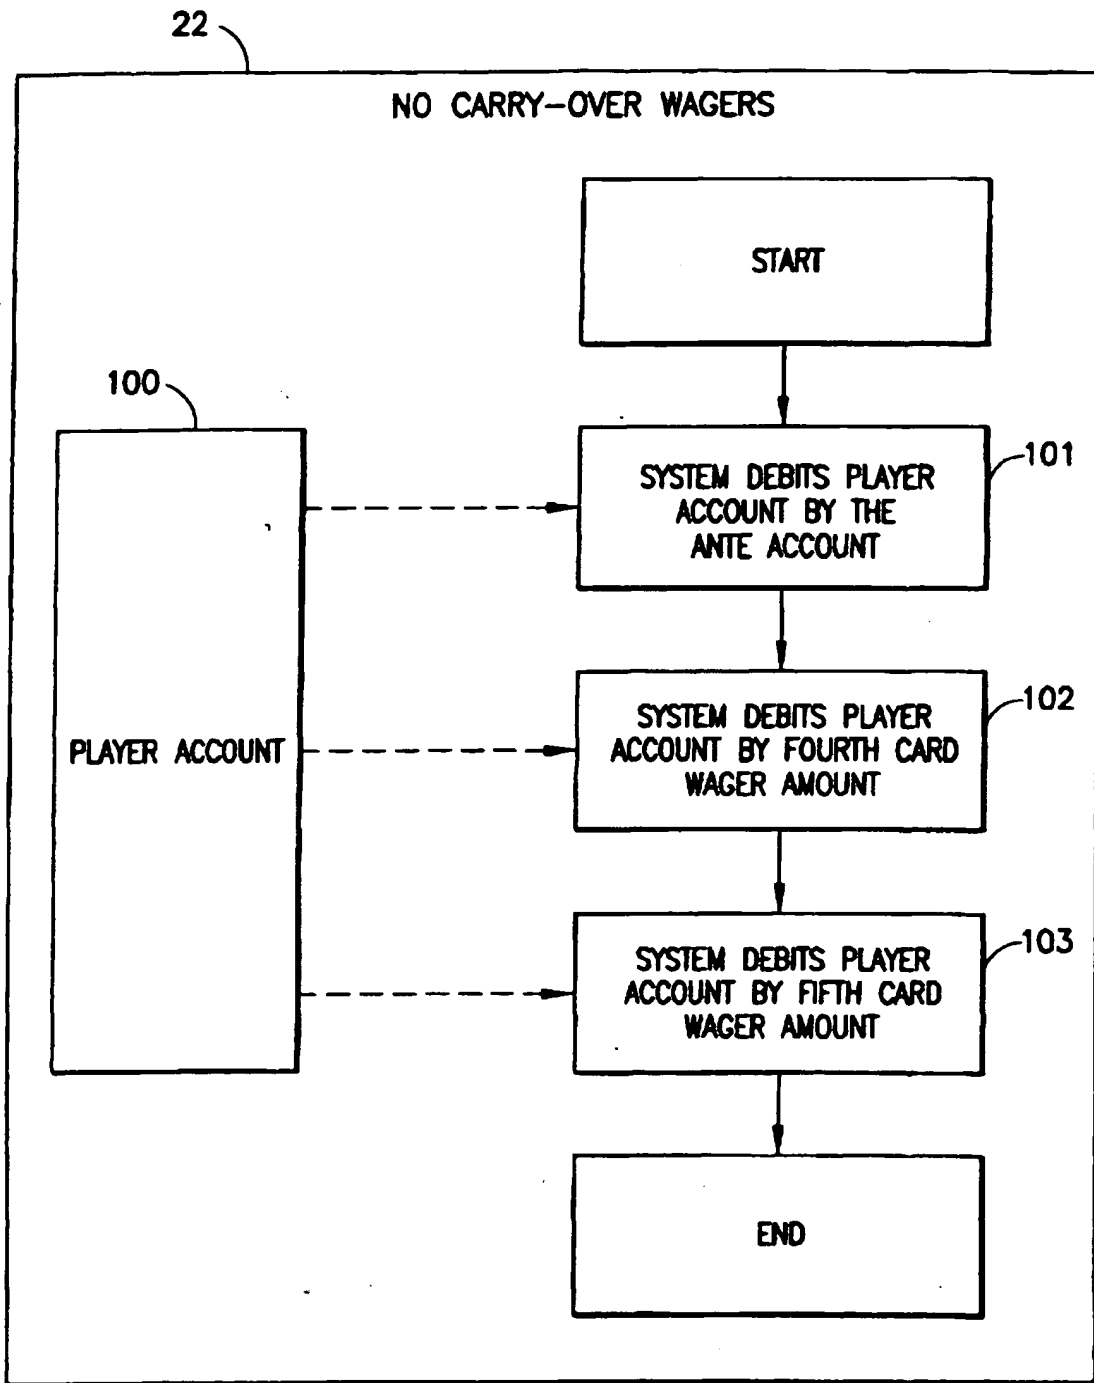 22
NO CARRY-OVER WAGERS
START
100
101
SYSTEM DEBITS PLAYER
ACCOUNT BY THE
ANTE ACCOUNT
102
SYSTEM DEBITS PLAYER
ACCOUNT BY FOURTH CARD
WAGER AMOUNT
PLAYER ACCOUNT
103
SYSTEM DEBITS PLAYER
ACCOUNT BY FIFTH CARD
WAGER AMOUNT
END